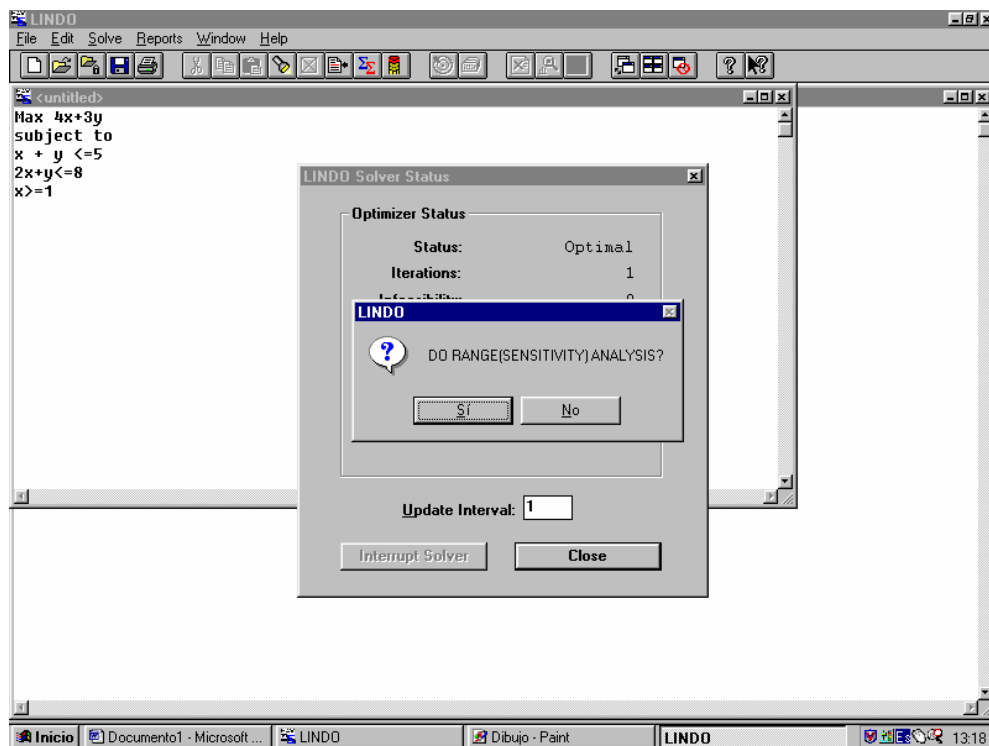 LINDO
File Edit Solve Reports Window Help
<untitled>
Max 4x+3y
subject to
x + y <=5
2x+y<=8
x>=1
LINDO Solver Status
Optimizer Status
Status: Optimal
Iterations: 1
LINDO
DO RANGE(SENSITIVITY) ANALYSIS?
Sí No
Update Interval: 1
Interrupt Solver Close
Inicio Documento1 - Microsoft ... LINDO Dibujo - Paint LINDO Es 13:18